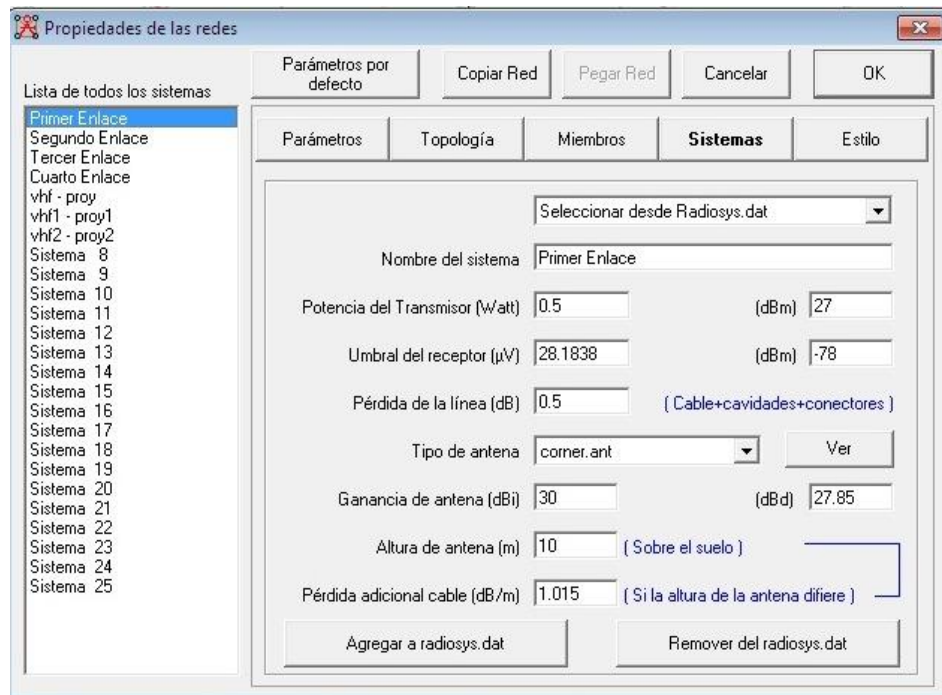 Propiedades de las redes
Parámetros por defecto
Copiar Red
Pegar Red
Cancelar
OK
Lista de todos los sistemas
Primer Enlace
Segundo Enlace
Tercer Enlace
Cuarto Enlace
vhf - proy
vhf1 - proy1
vhf2 - proy2
Sistema 8
Sistema 9
Sistema 10
Sistema 11
Sistema 12
Sistema 13
Sistema 14
Sistema 15
Sistema 16
Sistema 17
Sistema 18
Sistema 19
Sistema 20
Sistema 21
Sistema 22
Sistema 23
Sistema 24
Sistema 25
Parámetros
Topología
Miembros
Sistemas
Estilo
Seleccionar desde Radiosys.dat
Nombre del sistema Primer Enlace
Potencia del Transmisor (Watt) 0.5 (dBm) 27
Umbral del receptor (µV) 28.1838 (dBm) -78
Pérdida de la línea (dB) 0.5 ( Cable+cavidades+conectores )
Tipo de antena corner.ant Ver
Ganancia de antena (dBi) 30 (dBd) 27.85
Altura de antena (m) 10 ( Sobre el suelo )
Pérdida adicional cable (dB/m) 1.015 ( Si la altura de la antena difiere )
Agregar a radiosys.dat
Remover del radiosys.dat